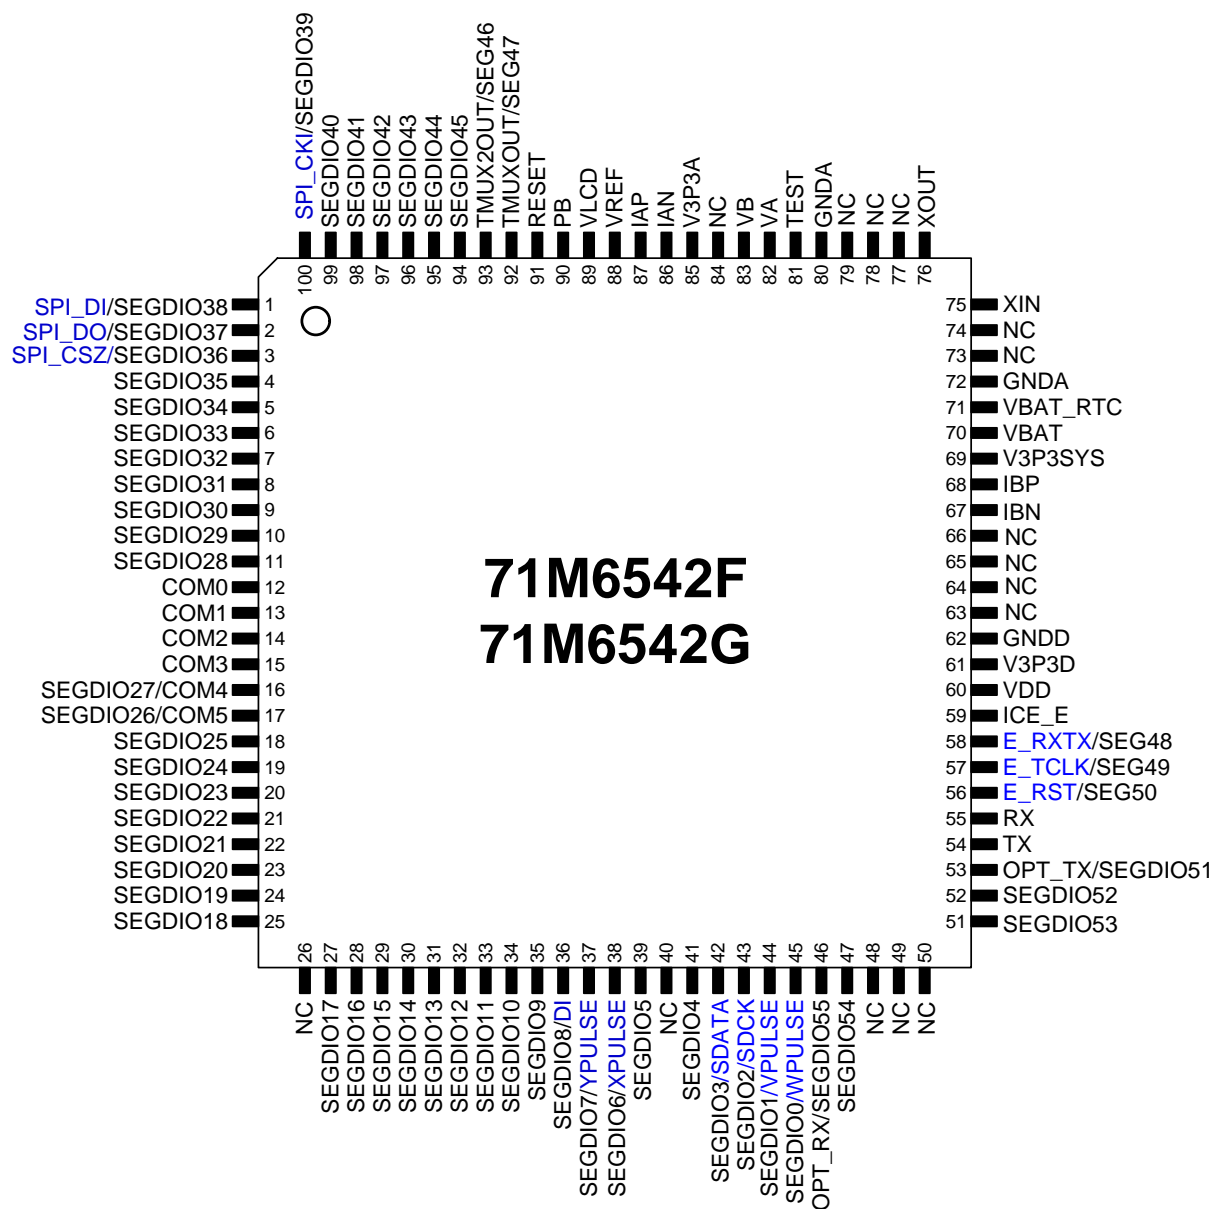 SPI_CKI/SEGDIO39
SEGDIO40
SEGDIO41
SEGDIO42
SEGDIO43
SEGDIO44
SEGDIO45
TMUX2OUT/SEG46
TMUXOUT/SEG47
RESET
PB
VLCD
VREF
IAP
IAN
V3P3A
NC
VB
VA
TEST
GNDA
NC
NC
NC
XOUT
100
99
98
97
96
95
94
93
92
91
90
89
88
87
86
85
84
83
82
81
80
79
78
77
76
SPI_DI/SEGDIO38 1
SPI_DO/SEGDIO37 2
SPI_CSZ/SEGDIO36 3
SEGDIO35 4
SEGDIO34 5
SEGDIO33 6
SEGDIO32 7
SEGDIO31 8
SEGDIO30 9
SEGDIO29 10
SEGDIO28 11
COM0 12
COM1 13
COM2 14
COM3 15
SEGDIO27/COM4 16
SEGDIO26/COM5 17
SEGDIO25 18
SEGDIO24 19
SEGDIO23 20
SEGDIO22 21
SEGDIO21 22
SEGDIO20 23
SEGDIO19 24
SEGDIO18 25
71M6542F
71M6542G
75 XIN
74 NC
73 NC
72 GNDA
71 VBAT_RTC
70 VBAT
69 V3P3SYS
68 IBP
67 IBN
66 NC
65 NC
64 NC
63 NC
62 GNDD
61 V3P3D
60 VDD
59 ICE_E
58 E_RXTX/SEG48
57 E_TCLK/SEG49
56 E_RST/SEG50
55 RX
54 TX
53 OPT_TX/SEGDIO51
52 SEGDIO52
51 SEGDIO53
26
27
28
29
30
31
32
33
34
35
36
37
38
39
40
41
42
43
44
45
46
47
48
49
50
NC
SEGDIO17
SEGDIO16
SEGDIO15
SEGDIO14
SEGDIO13
SEGDIO12
SEGDIO11
SEGDIO10
SEGDIO9
SEGDIO8/DI
SEGDIO7/YPULSE
SEGDIO6/XPULSE
SEGDIO5
NC
SEGDIO4
SEGDIO3/SDATA
SEGDIO2/SDCK
SEGDIO1/VPULSE
SEGDIO0/WPULSE
OPT_RX/SEGDIO55
SEGDIO54
NC
NC
NC